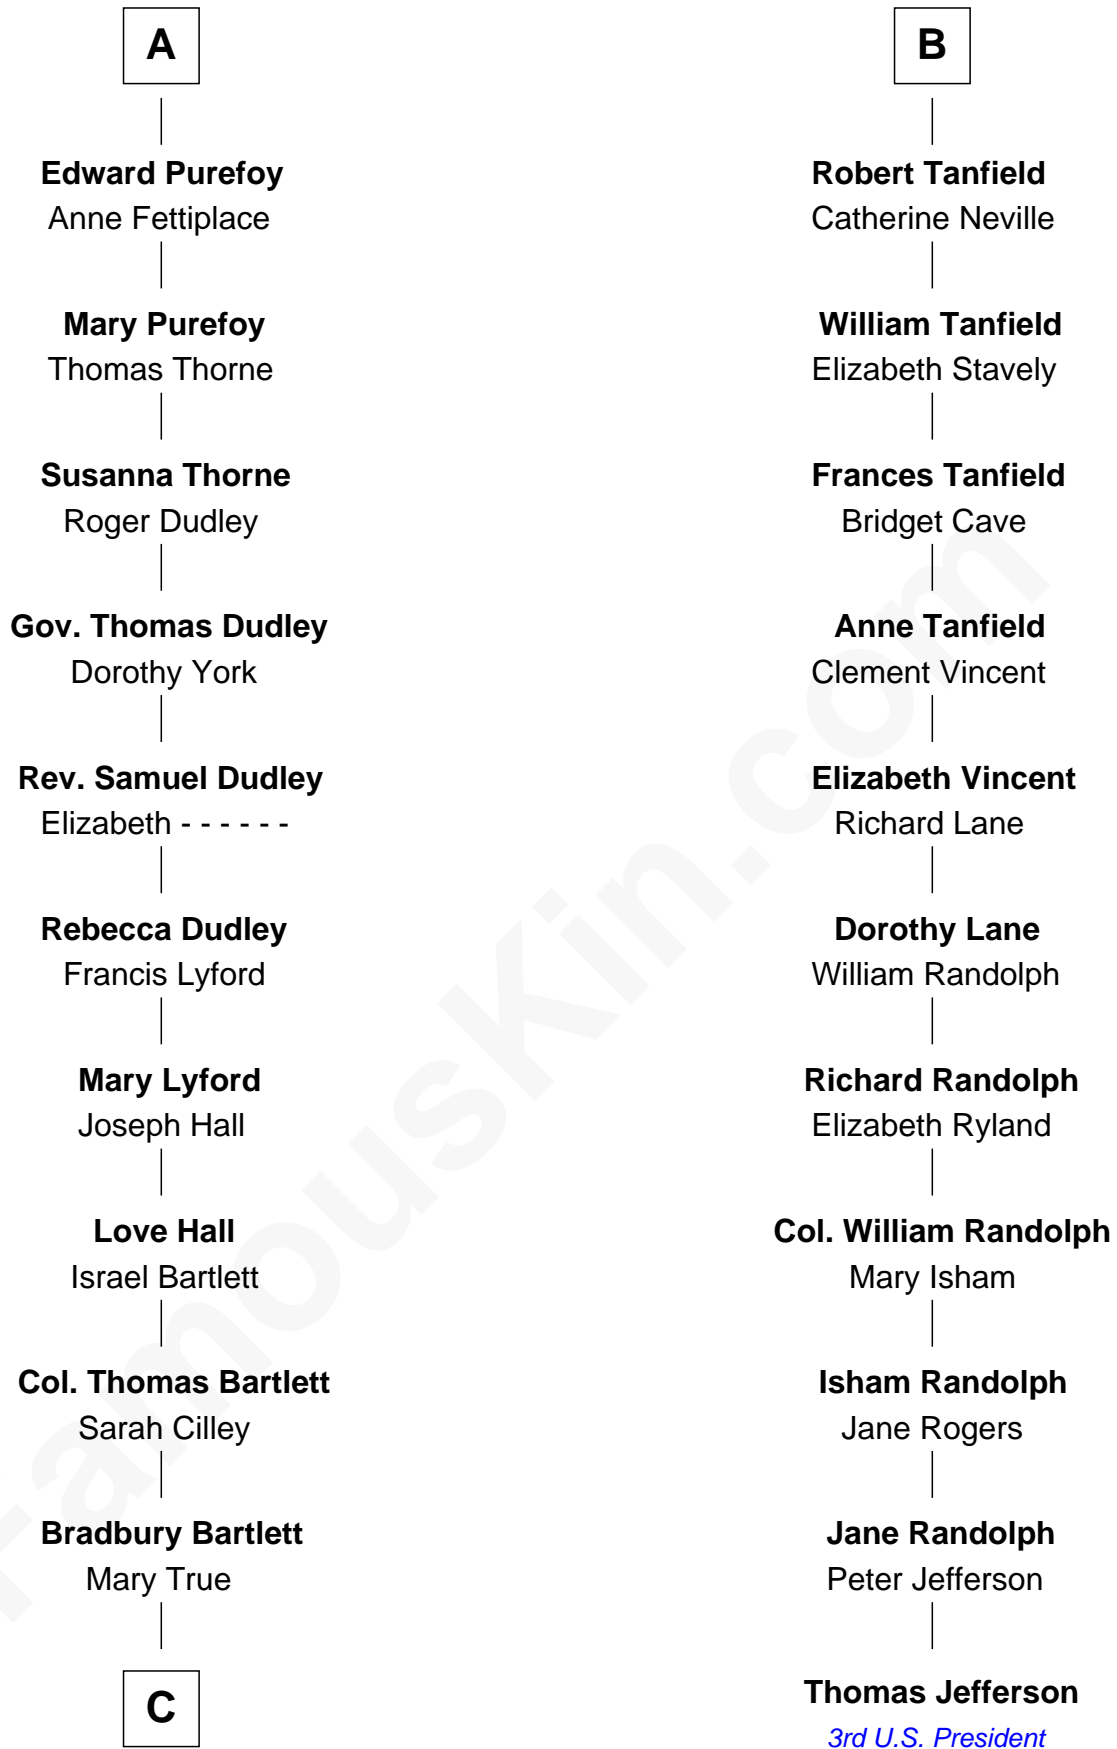 A
Edward Purefoy
Anne Fettiplace
Mary Purefoy
Thomas Thorne
Susanna Thorne
Roger Dudley
Gov. Thomas Dudley
Dorothy York
Rev. Samuel Dudley
Elizabeth - - - - - -
Rebecca Dudley
Francis Lyford
Mary Lyford
Joseph Hall
Love Hall
Israel Bartlett
Col. Thomas Bartlett
Sarah Cilley
Bradbury Bartlett
Mary True
C
B
Robert Tanfield
Catherine Neville
William Tanfield
Elizabeth Stavely
Frances Tanfield
Bridget Cave
Anne Tanfield
Clement Vincent
Elizabeth Vincent
Richard Lane
Dorothy Lane
William Randolph
Richard Randolph
Elizabeth Ryland
Col. William Randolph
Mary Isham
Isham Randolph
Jane Rogers
Jane Randolph
Peter Jefferson
Thomas Jefferson
3rd U.S. President
FamousKin.com